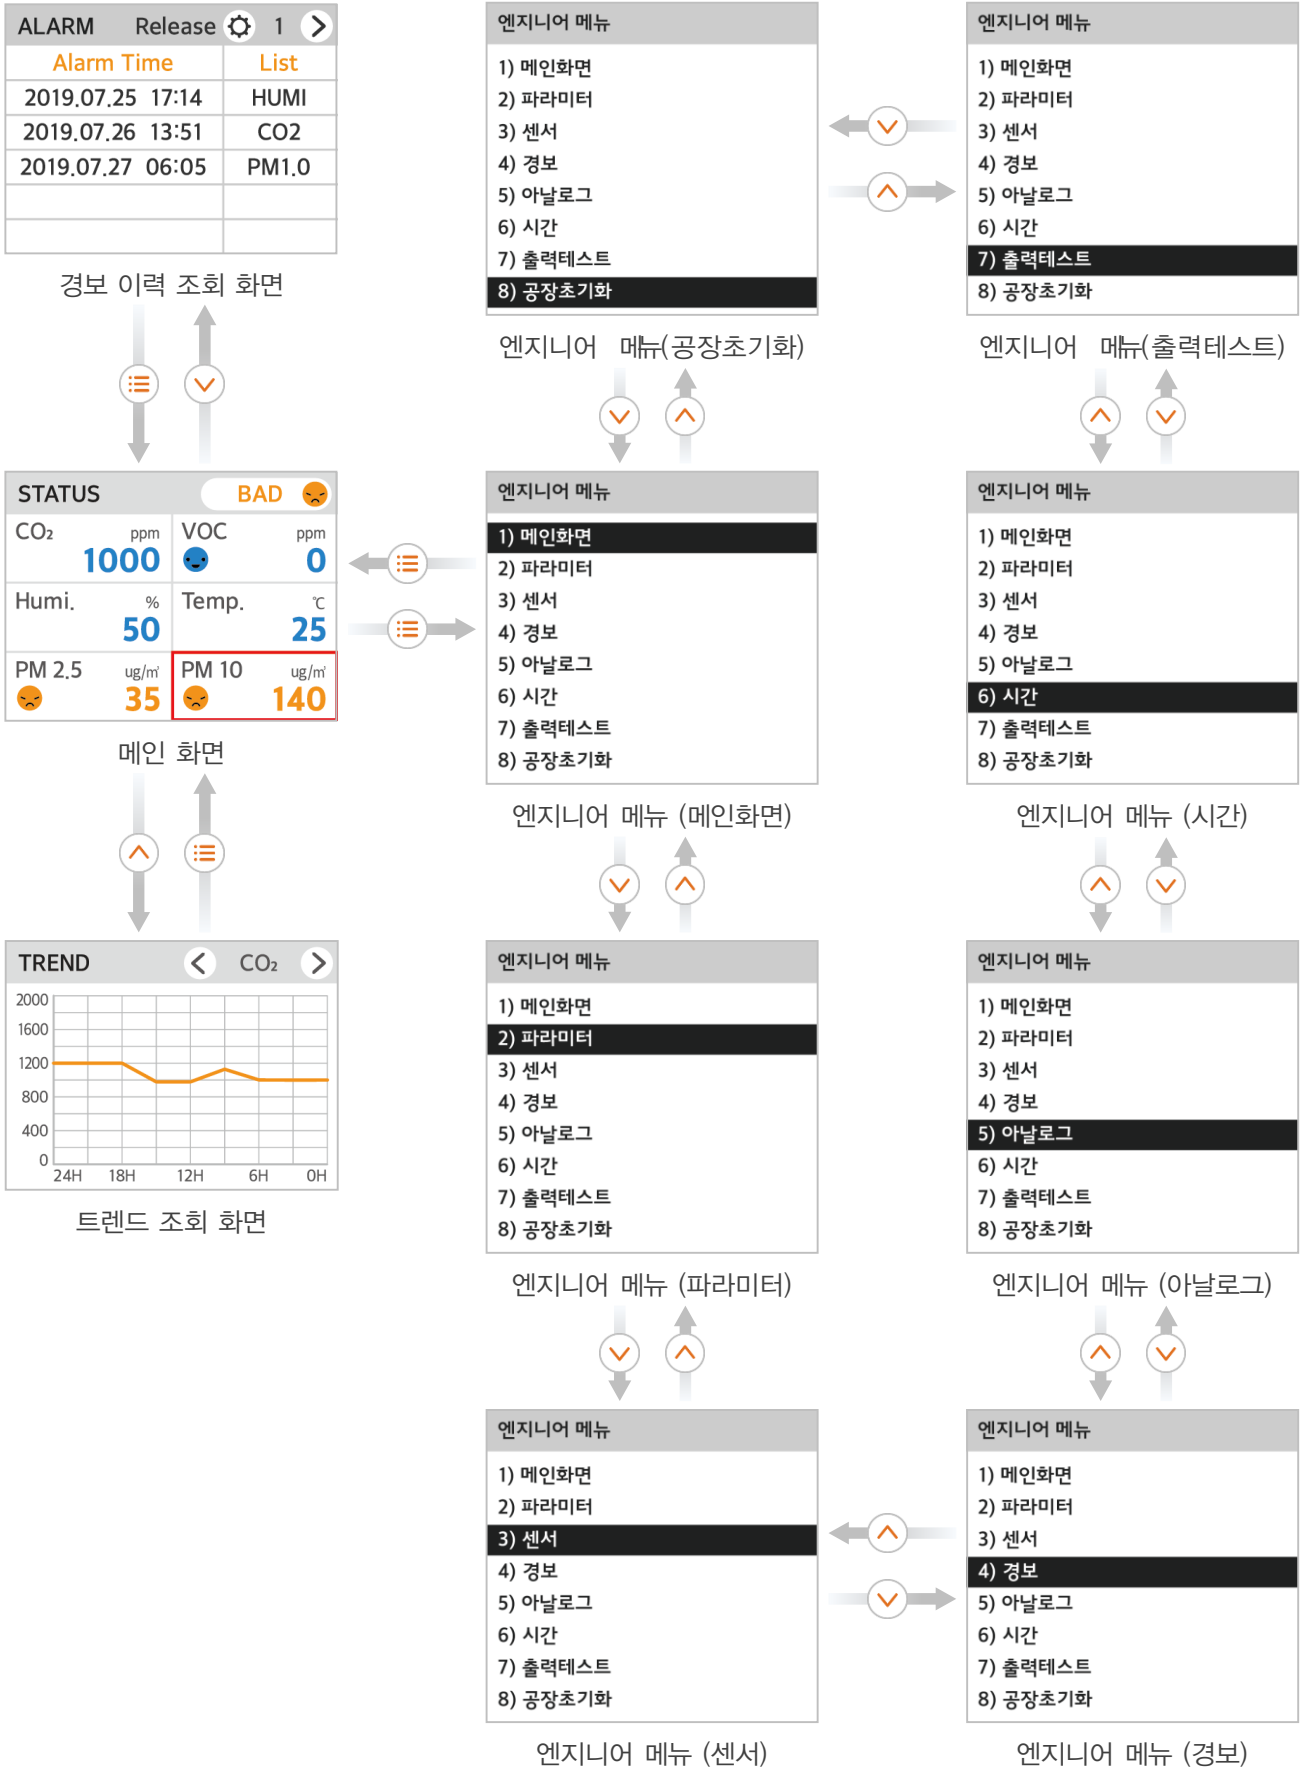 ALARM Release 1
Alarm Time List
2019.07.25 17:14 HUMI
2019.07.26 13:51 CO2
2019.07.27 06:05 PM1.0
경보 이력 조회 화면
STATUS BAD
CO₂ ppm 1000
VOC ppm 0
Humi. % 50
Temp. ℃ 25
PM 2.5 ug/㎥ 35
PM 10 ug/㎥ 140
메인 화면
TREND CO₂
2000
1600
1200
800
400
0
24H 18H 12H 6H 0H
트렌드 조회 화면
엔지니어 메뉴
1) 메인화면
2) 파라미터
3) 센서
4) 경보
5) 아날로그
6) 시간
7) 출력테스트
8) 공장초기화
엔지니어 메뉴(공장초기화)
엔지니어 메뉴
1) 메인화면
2) 파라미터
3) 센서
4) 경보
5) 아날로그
6) 시간
7) 출력테스트
8) 공장초기화
엔지니어 메뉴 (메인화면)
엔지니어 메뉴
1) 메인화면
2) 파라미터
3) 센서
4) 경보
5) 아날로그
6) 시간
7) 출력테스트
8) 공장초기화
엔지니어 메뉴 (파라미터)
엔지니어 메뉴
1) 메인화면
2) 파라미터
3) 센서
4) 경보
5) 아날로그
6) 시간
7) 출력테스트
8) 공장초기화
엔지니어 메뉴 (센서)
엔지니어 메뉴
1) 메인화면
2) 파라미터
3) 센서
4) 경보
5) 아날로그
6) 시간
7) 출력테스트
8) 공장초기화
엔지니어 메뉴(출력테스트)
엔지니어 메뉴
1) 메인화면
2) 파라미터
3) 센서
4) 경보
5) 아날로그
6) 시간
7) 출력테스트
8) 공장초기화
엔지니어 메뉴 (시간)
엔지니어 메뉴
1) 메인화면
2) 파라미터
3) 센서
4) 경보
5) 아날로그
6) 시간
7) 출력테스트
8) 공장초기화
엔지니어 메뉴 (아날로그)
엔지니어 메뉴
1) 메인화면
2) 파라미터
3) 센서
4) 경보
5) 아날로그
6) 시간
7) 출력테스트
8) 공장초기화
엔지니어 메뉴 (경보)